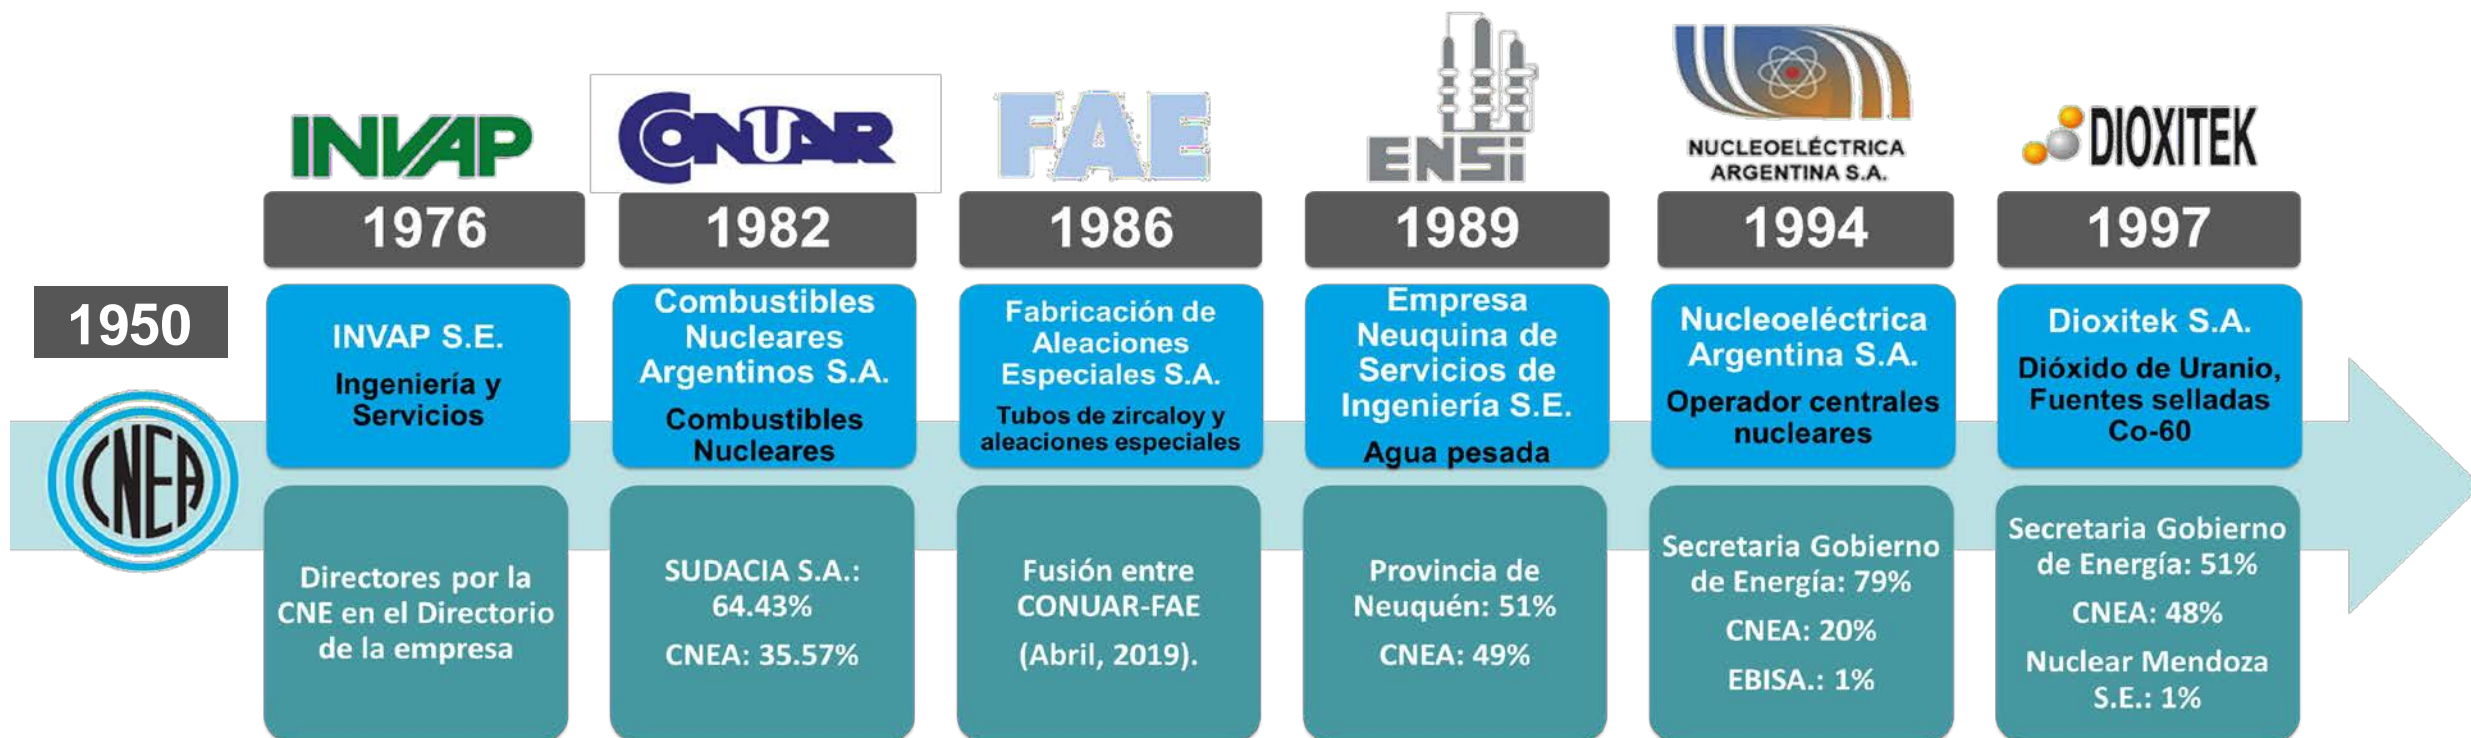 1950
CNEA
INVAP
1976
INVAP S.E.
Ingeniería y
Servicios
Directores por la
CNE en el Directorio
de la empresa
CONUAR
1982
Combustibles
Nucleares
Argentinos S.A.
Combustibles
Nucleares
SUDACIA S.A.:
64.43%
CNEA: 35.57%
FAE
1986
Fabricación de
Aleaciones
Especiales S.A.
Tubos de zircaloy y
aleaciones especiales
Fusión entre
CONUAR-FAE
(Abril, 2019).
ENSi
1989
Empresa
Neuquina de
Servicios de
Ingeniería S.E.
Agua pesada
Provincia de
Neuquén: 51%
CNEA: 49%
NUCLEOELÉCTRICA
ARGENTINA S.A.
1994
Nucleoeléctrica
Argentina S.A.
Operador centrales
nucleares
Secretaria Gobierno
de Energía: 79%
CNEA: 20%
EBISA.: 1%
DIOXITEK
1997
Dioxitek S.A.
Dióxido de Uranio,
Fuentes selladas
Co-60
Secretaria Gobierno
de Energía: 51%
CNEA: 48%
Nuclear Mendoza
S.E.: 1%